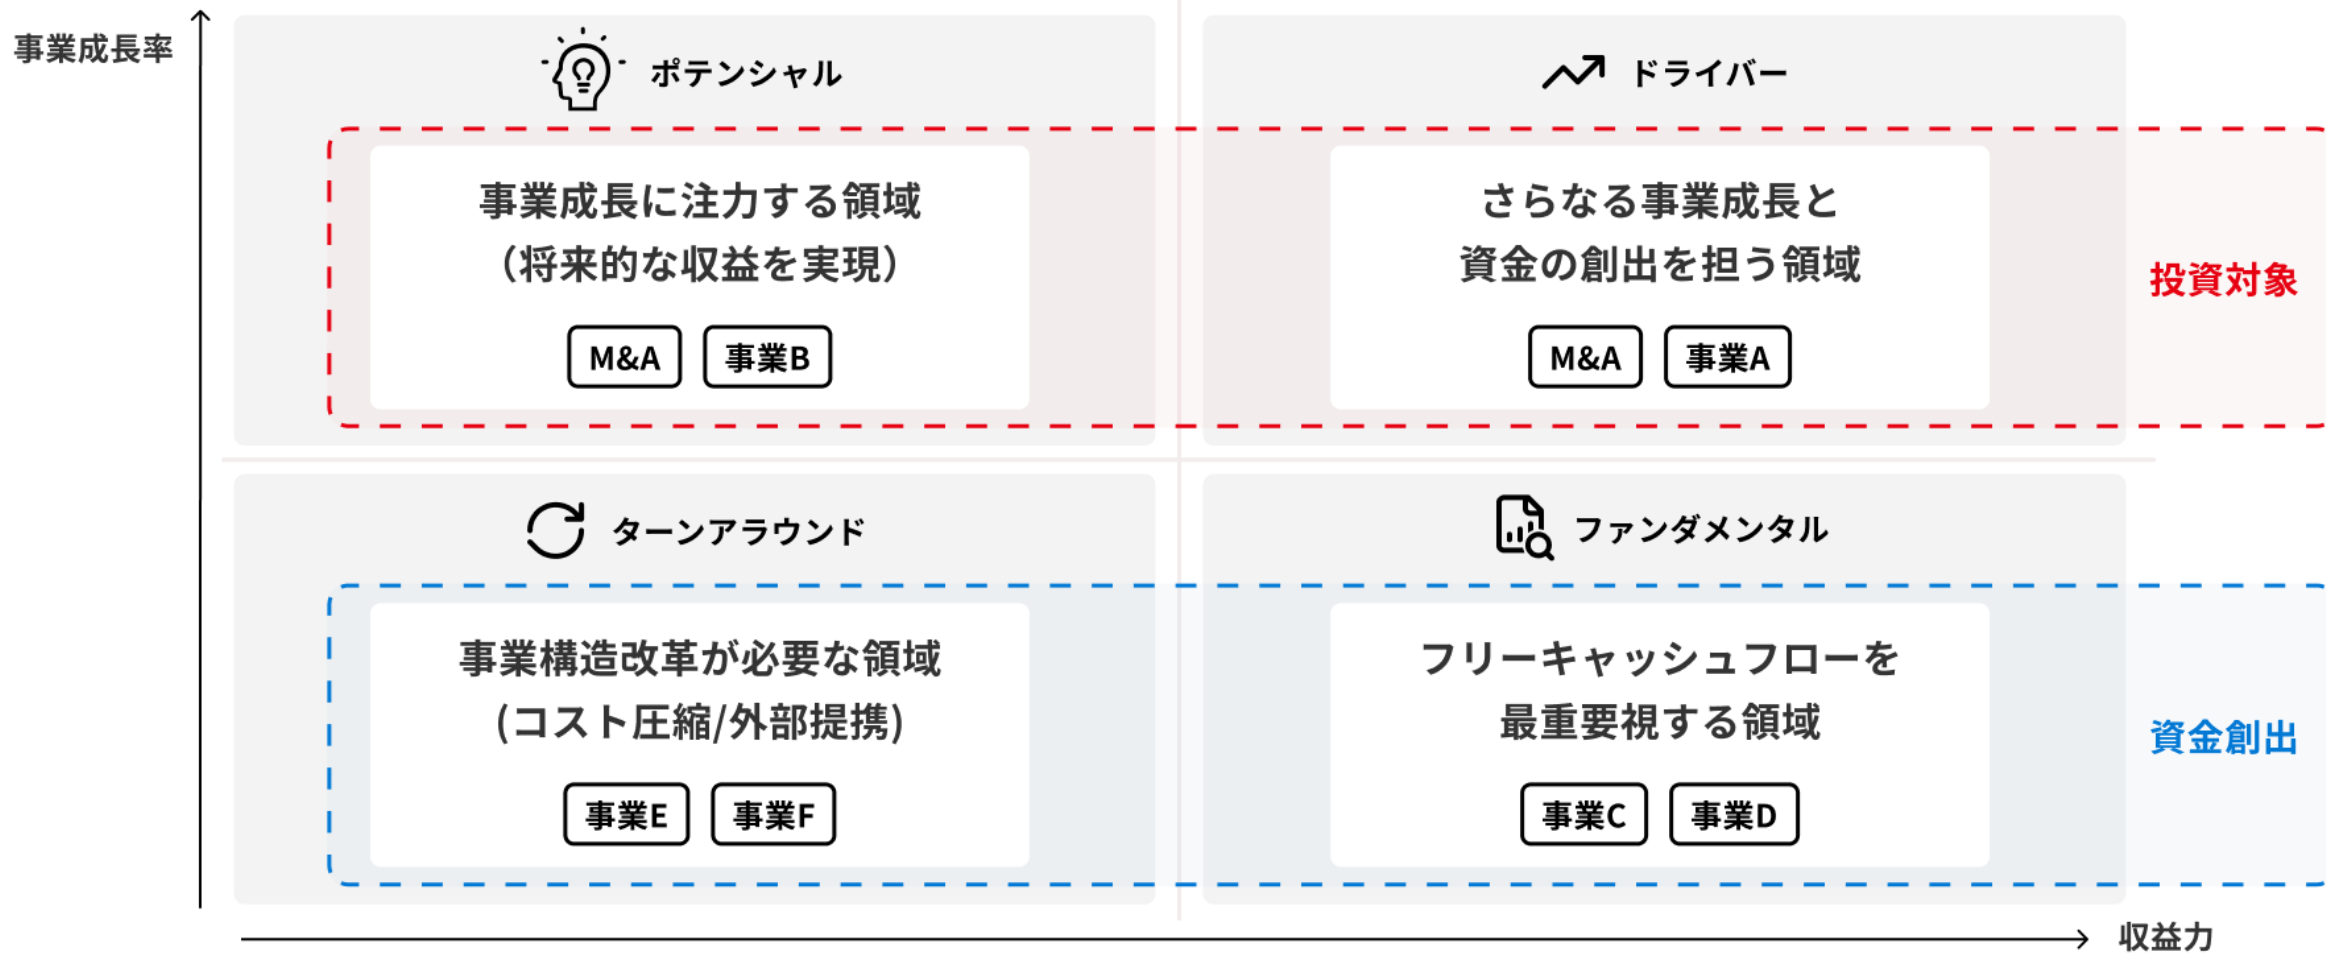 事業成長率
ポテンシャル
事業成長に注力する領域
（将来的な収益を実現）
M&A
事業B
ドライバー
さらなる事業成長と
資金の創出を担う領域
M&A
事業A
投資対象
ターンアラウンド
事業構造改革が必要な領域
(コスト圧縮/外部提携)
事業E
事業F
ファンダメンタル
フリーキャッシュフローを
最重要視する領域
事業C
事業D
資金創出
収益力